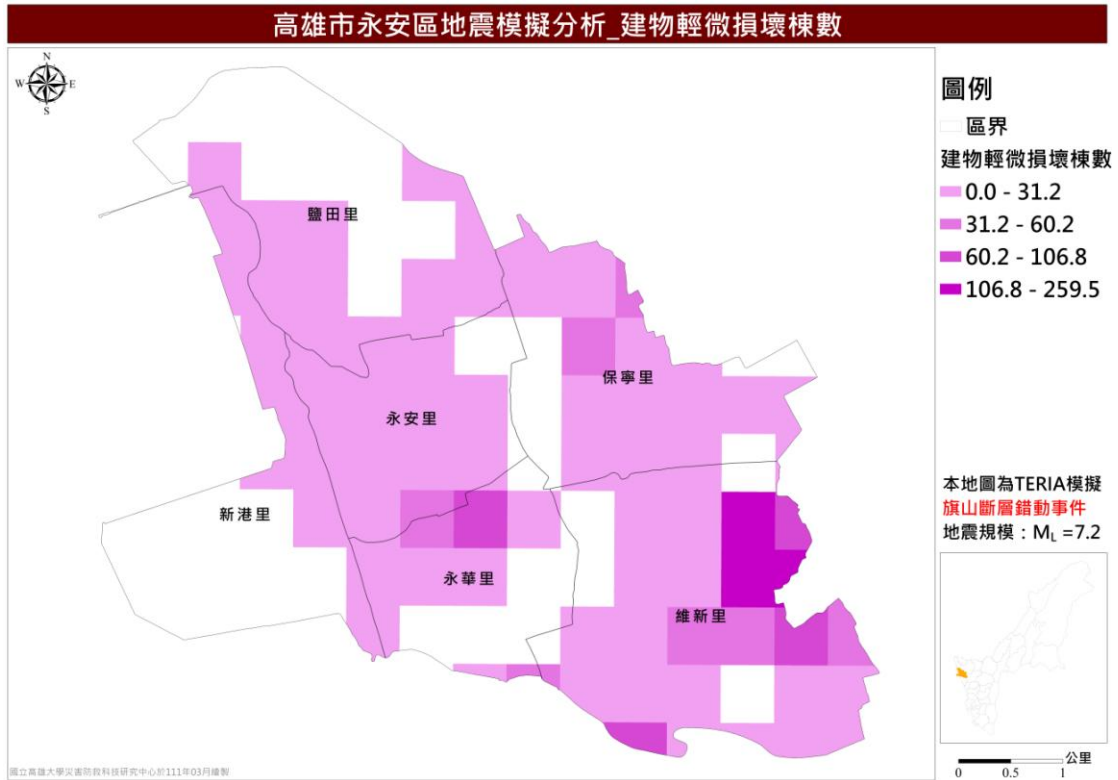 高雄市永安區地震模擬分析_建物輕微損壞棟數
N
W E
S
圖例
區界
建物輕微損壞棟數
0.0 - 31.2
31.2 - 60.2
60.2 - 106.8
106.8 - 259.5
鹽田里
保寧里
永安里
新港里
永華里
維新里
本地圖為TERIA模擬
旗山斷層錯動事件
地震規模：ML =7.2
公里
0 0.5 1
國立高雄大學災害防救科技研究中心於111年03月繪製